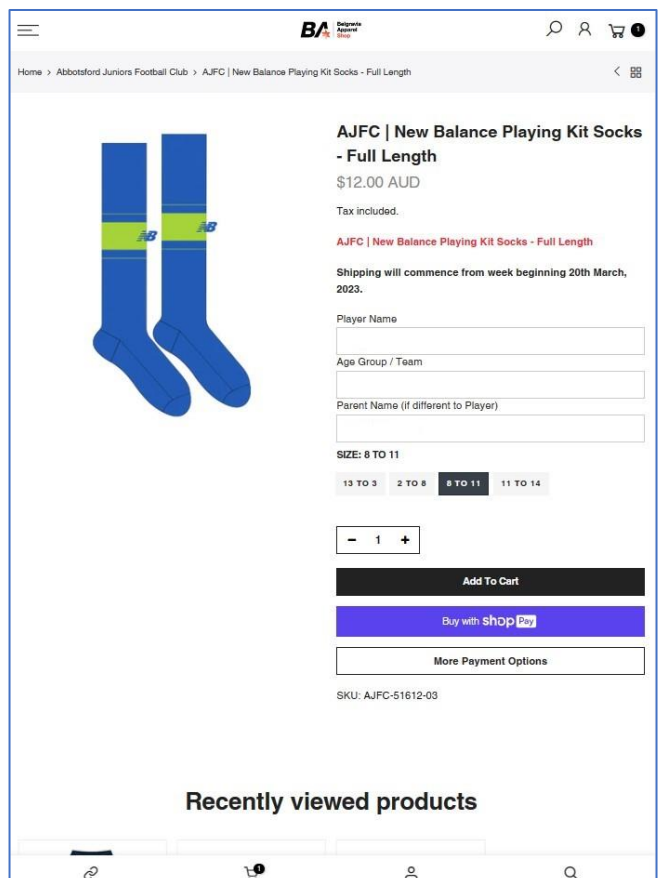 BA Belgravia
Apparel
Shop
1
Home > Abbotsford Juniors Football Club > AJFC | New Balance Playing Kit Socks - Full Length
AJFC | New Balance Playing Kit Socks
- Full Length
$12.00 AUD
Tax included.
AJFC | New Balance Playing Kit Socks - Full Length
Shipping will commence from week beginning 20th March,
2023.
Player Name
Age Group / Team
Parent Name (if different to Player)
SIZE: 8 TO 11
13 TO 3 2 TO 8 8 TO 11 11 TO 14
− 1 +
Add To Cart
Buy with shop Pay
More Payment Options
SKU: AJFC-51612-03
NB NB
Recently viewed products
1